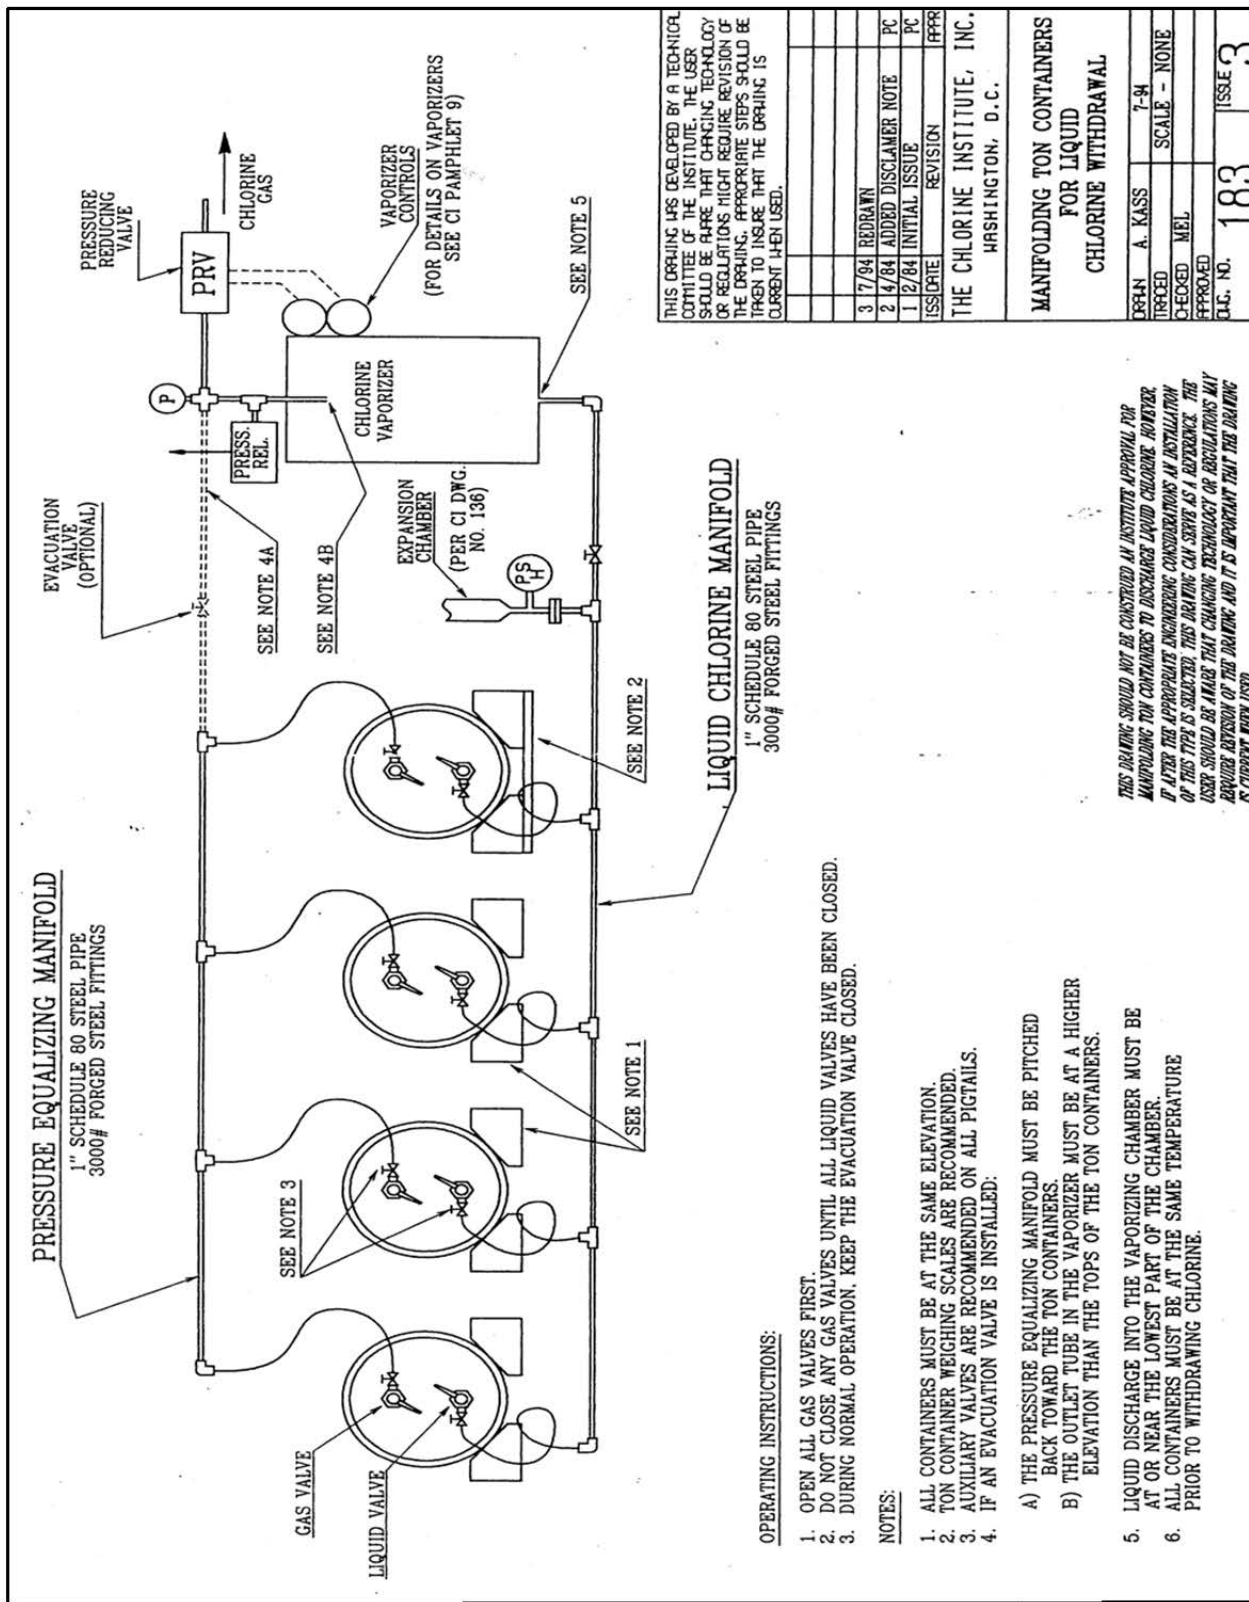 PRESSURE EQUALIZING MANIFOLD
1" SCHEDULE 80 STEEL PIPE
3000# FORGED STEEL FITTINGS
EVACUATION
VALVE
(OPTIONAL)
PRESSURE
REDUCING
VALVE
PRV
CHLORINE
GAS
P
PRESS.
REL.
VAPORIZER
CONTROLS
(FOR DETAILS ON VAPORIZERS
SEE CI PAMPHLET 9)
CHLORINE
VAPORIZER
SEE NOTE 4A
SEE NOTE 4B
SEE NOTE 5
EXPANSION
CHAMBER
(PER CI DWG.
NO. 136)
PS
H
GAS VALVE
LIQUID VALVE
SEE NOTE 3
SEE NOTE 1
SEE NOTE 2
LIQUID CHLORINE MANIFOLD
1" SCHEDULE 80 STEEL PIPE
3000# FORGED STEEL FITTINGS
OPERATING INSTRUCTIONS:
1. OPEN ALL GAS VALVES FIRST.
2. DO NOT CLOSE ANY GAS VALVES UNTIL ALL LIQUID VALVES HAVE BEEN CLOSED.
3. DURING NORMAL OPERATION, KEEP THE EVACUATION VALVE CLOSED.
NOTES:
1. ALL CONTAINERS MUST BE AT THE SAME ELEVATION.
2. TON CONTAINER WEIGHING SCALES ARE RECOMMENDED.
3. AUXILIARY VALVES ARE RECOMMENDED ON ALL PIGTAILS.
4. IF AN EVACUATION VALVE IS INSTALLED:
A) THE PRESSURE EQUALIZING MANIFOLD MUST BE PITCHED
BACK TOWARD THE TON CONTAINERS.
B) THE OUTLET TUBE IN THE VAPORIZER MUST BE AT A HIGHER
ELEVATION THAN THE TOPS OF THE TON CONTAINERS.
5. LIQUID DISCHARGE INTO THE VAPORIZING CHAMBER MUST BE
AT OR NEAR THE LOWEST PART OF THE CHAMBER.
6. ALL CONTAINERS MUST BE AT THE SAME TEMPERATURE
PRIOR TO WITHDRAWING CHLORINE.
THIS DRAWING SHOULD NOT BE CONSTRUED AN INSTITUTE APPROVAL FOR
MANIFOLDING TON CONTAINERS TO DISCHARGE LIQUID CHLORINE. HOWEVER,
IF AFTER THE APPROPRIATE ENGINEERING CONSIDERATIONS AN INSTALLATION
OF THIS TYPE IS SELECTED, THIS DRAWING CAN SERVE AS A REFERENCE. THE
USER SHOULD BE AWARE THAT CHANGING TECHNOLOGY OR REGULATIONS MAY
REQUIRE REVISION OF THE DRAWING AND IT IS IMPORTANT THAT THE DRAWING
IS CURRENT WHEN USED.
THIS DRAWING WAS DEVELOPED BY A TECHNICAL
COMMITTEE OF THE INSTITUTE. THE USER
SHOULD BE AWARE THAT CHANGING TECHNOLOGY
OR REGULATIONS MIGHT REQUIRE REVISION OF
THE DRAWING. APPROPRIATE STEPS SHOULD BE
TAKEN TO INSURE THAT THE DRAWING IS
CURRENT WHEN USED.
3 7/94 REDRAWN
2 4/84 ADDED DISCLAMER NOTE PC
1 2/84 INITIAL ISSUE PC
ISS DATE REVISION APPR
THE CHLORINE INSTITUTE, INC.
WASHINGTON, D.C.
MANIFOLDING TON CONTAINERS
FOR LIQUID
CHLORINE WITHDRAWAL
DRAWN A. KASS 7-94
TRACED SCALE - NONE
CHECKED MEL
APPROVED
DWG. NO. 183 ISSUE 3